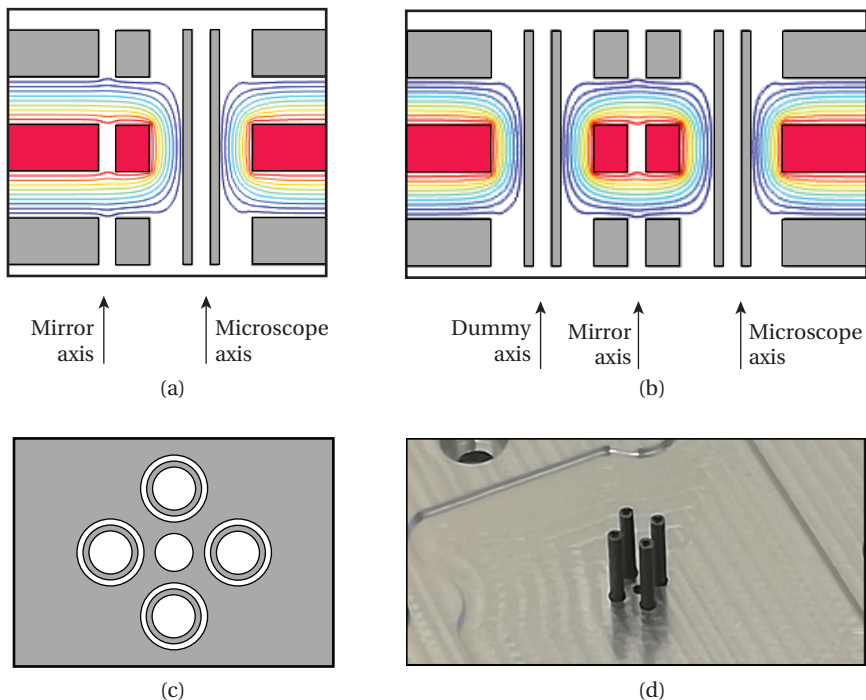 Mirror
axis
Microscope
axis
(a)
Dummy
axis
Mirror
axis
Microscope
axis
(b)
(c)
(d)